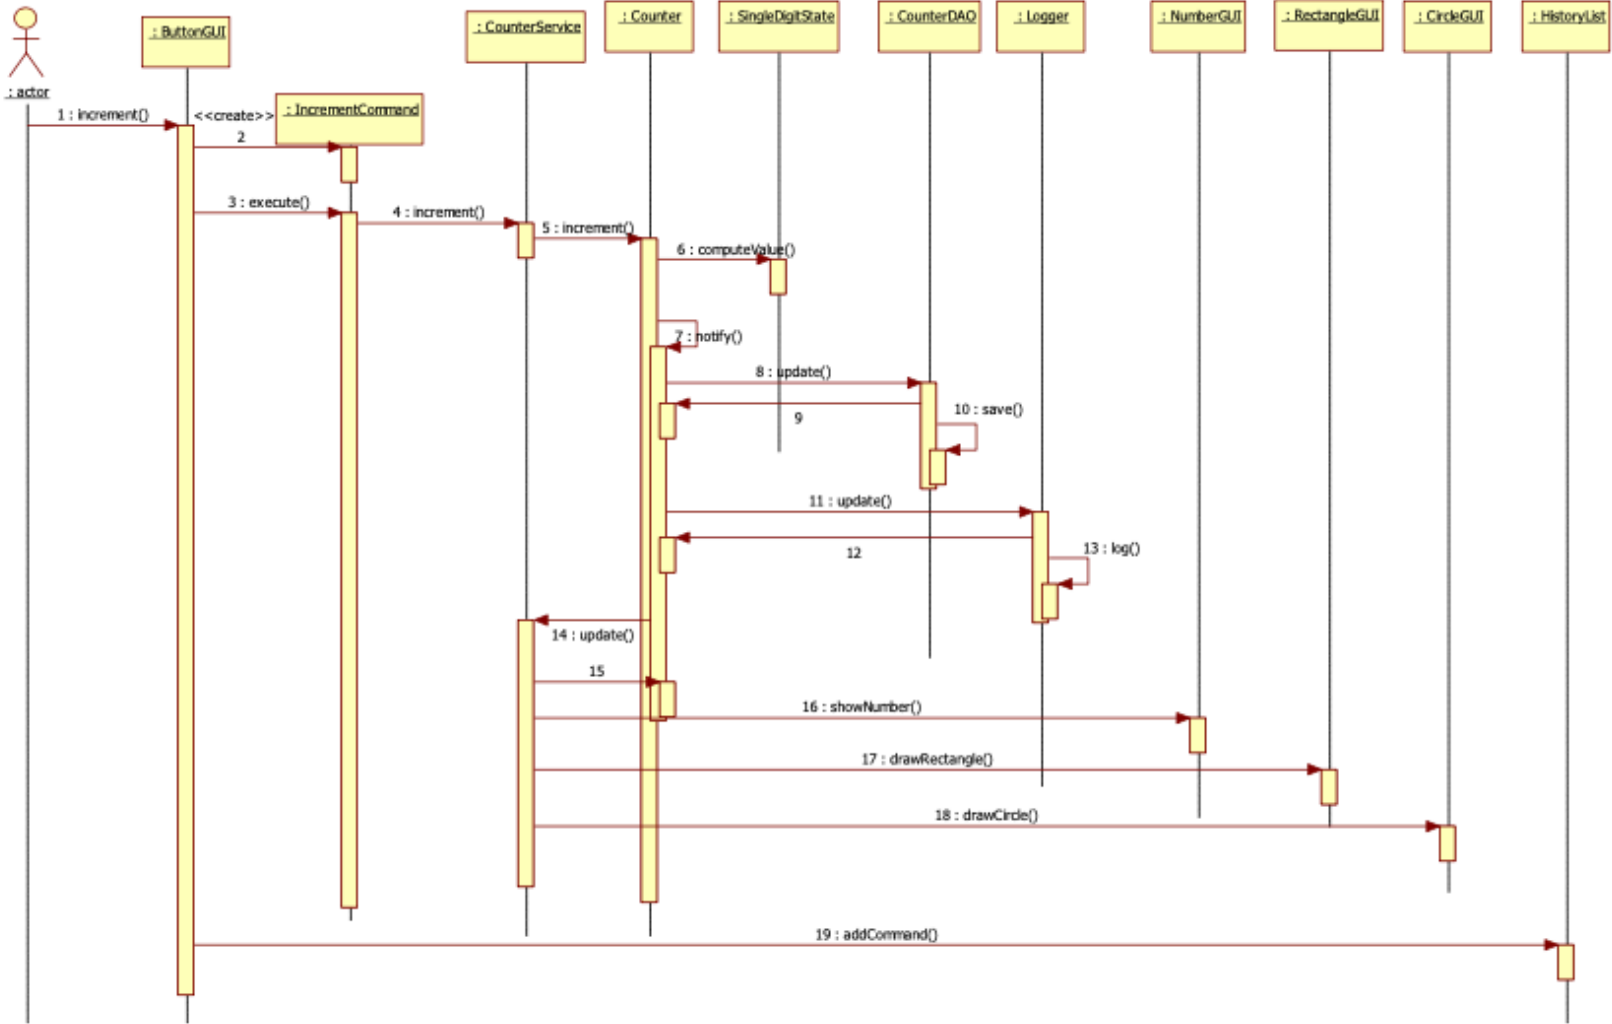 : actor
: ButtonGUI
: IncrementCommand
: CounterService
: Counter
: SingleDigitState
: CounterDAO
: Logger
: NumberGUI
: RectangleGUI
: CircleGUI
: HistoryList
1 : increment()
<<create>>
2
3 : execute()
4 : increment()
5 : increment()
6 : computeValue()
7 : notify()
8 : update()
9
10 : save()
11 : update()
12
13 : log()
14 : update()
15
16 : showNumber()
17 : drawRectangle()
18 : drawCircle()
19 : addCommand()